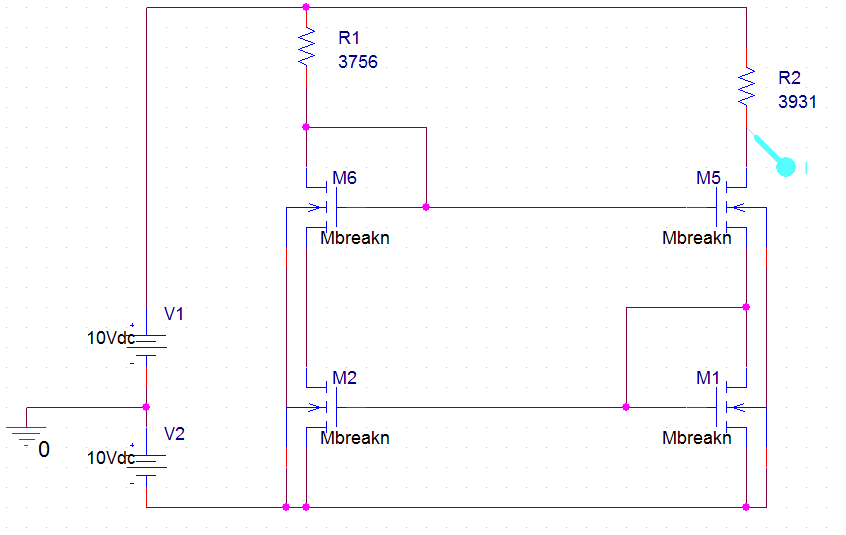 R1
3756
R2
3931
M6
Mbreakn
M5
Mbreakn
V1
10Vdc
+
-
M2
Mbreakn
M1
Mbreakn
0
V2
10Vdc
+
-
I